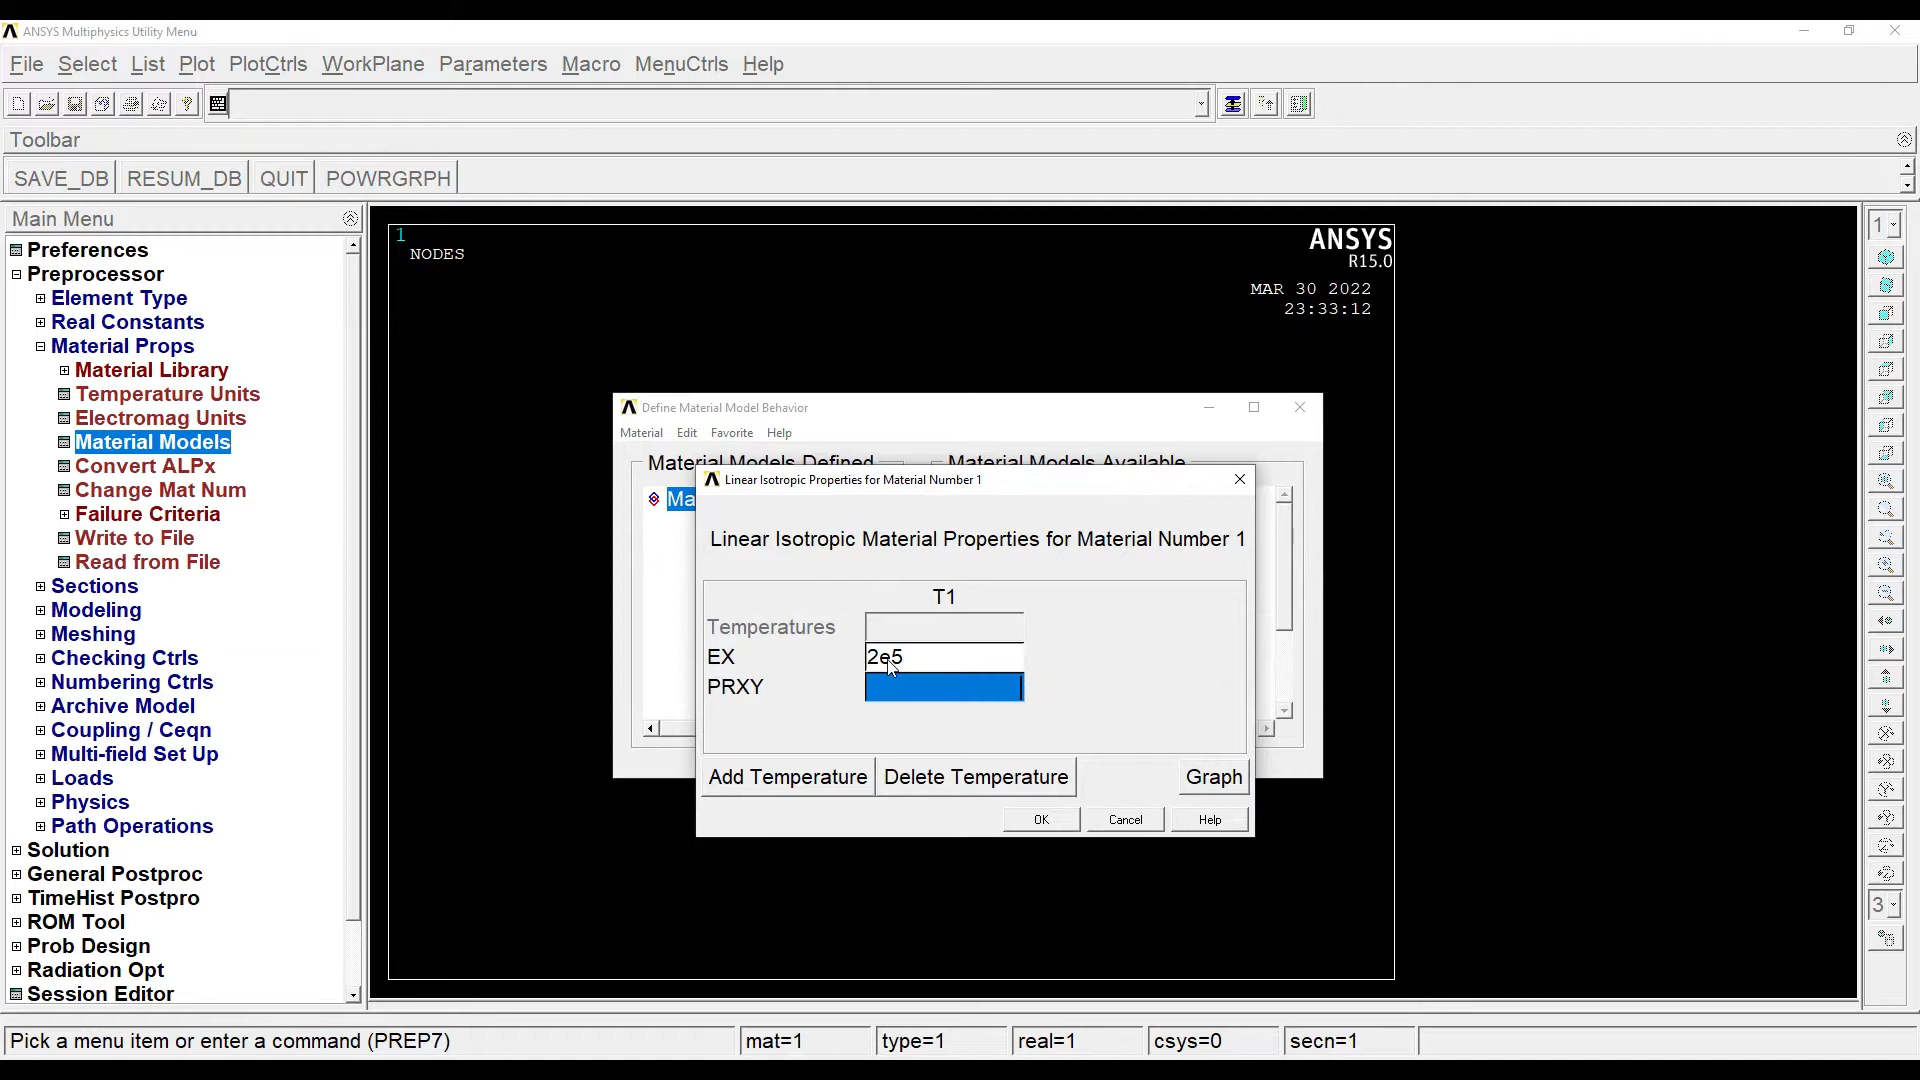 ANSYS Multiphysics Utility Menu
File Select List Plot PlotCtrls WorkPlane Parameters Macro MenuCtrls Help
Toolbar
SAVE_DB RESUM_DB QUIT POWRGRPH
Main Menu
Preferences
Preprocessor
Element Type
Real Constants
Material Props
Material Library
Temperature Units
Electromag Units
Material Models
Convert ALPx
Change Mat Num
Failure Criteria
Write to File
Read from File
Sections
Modeling
Meshing
Checking Ctrls
Numbering Ctrls
Archive Model
Coupling / Ceqn
Multi-field Set Up
Loads
Physics
Path Operations
Solution
General Postproc
TimeHist Postpro
ROM Tool
Prob Design
Radiation Opt
Session Editor
1
NODES
ANSYS
R15.0
MAR 30 2022
23:33:12
Define Material Model Behavior
Material Edit Favorite Help
Material Models Defined Material Models Available
Ma
Linear Isotropic Properties for Material Number 1
Linear Isotropic Material Properties for Material Number 1
T1
Temperatures
EX 2e5
PRXY
Add Temperature Delete Temperature Graph
OK Cancel Help
1
3
Pick a menu item or enter a command (PREP7) mat=1 type=1 real=1 csys=0 secn=1